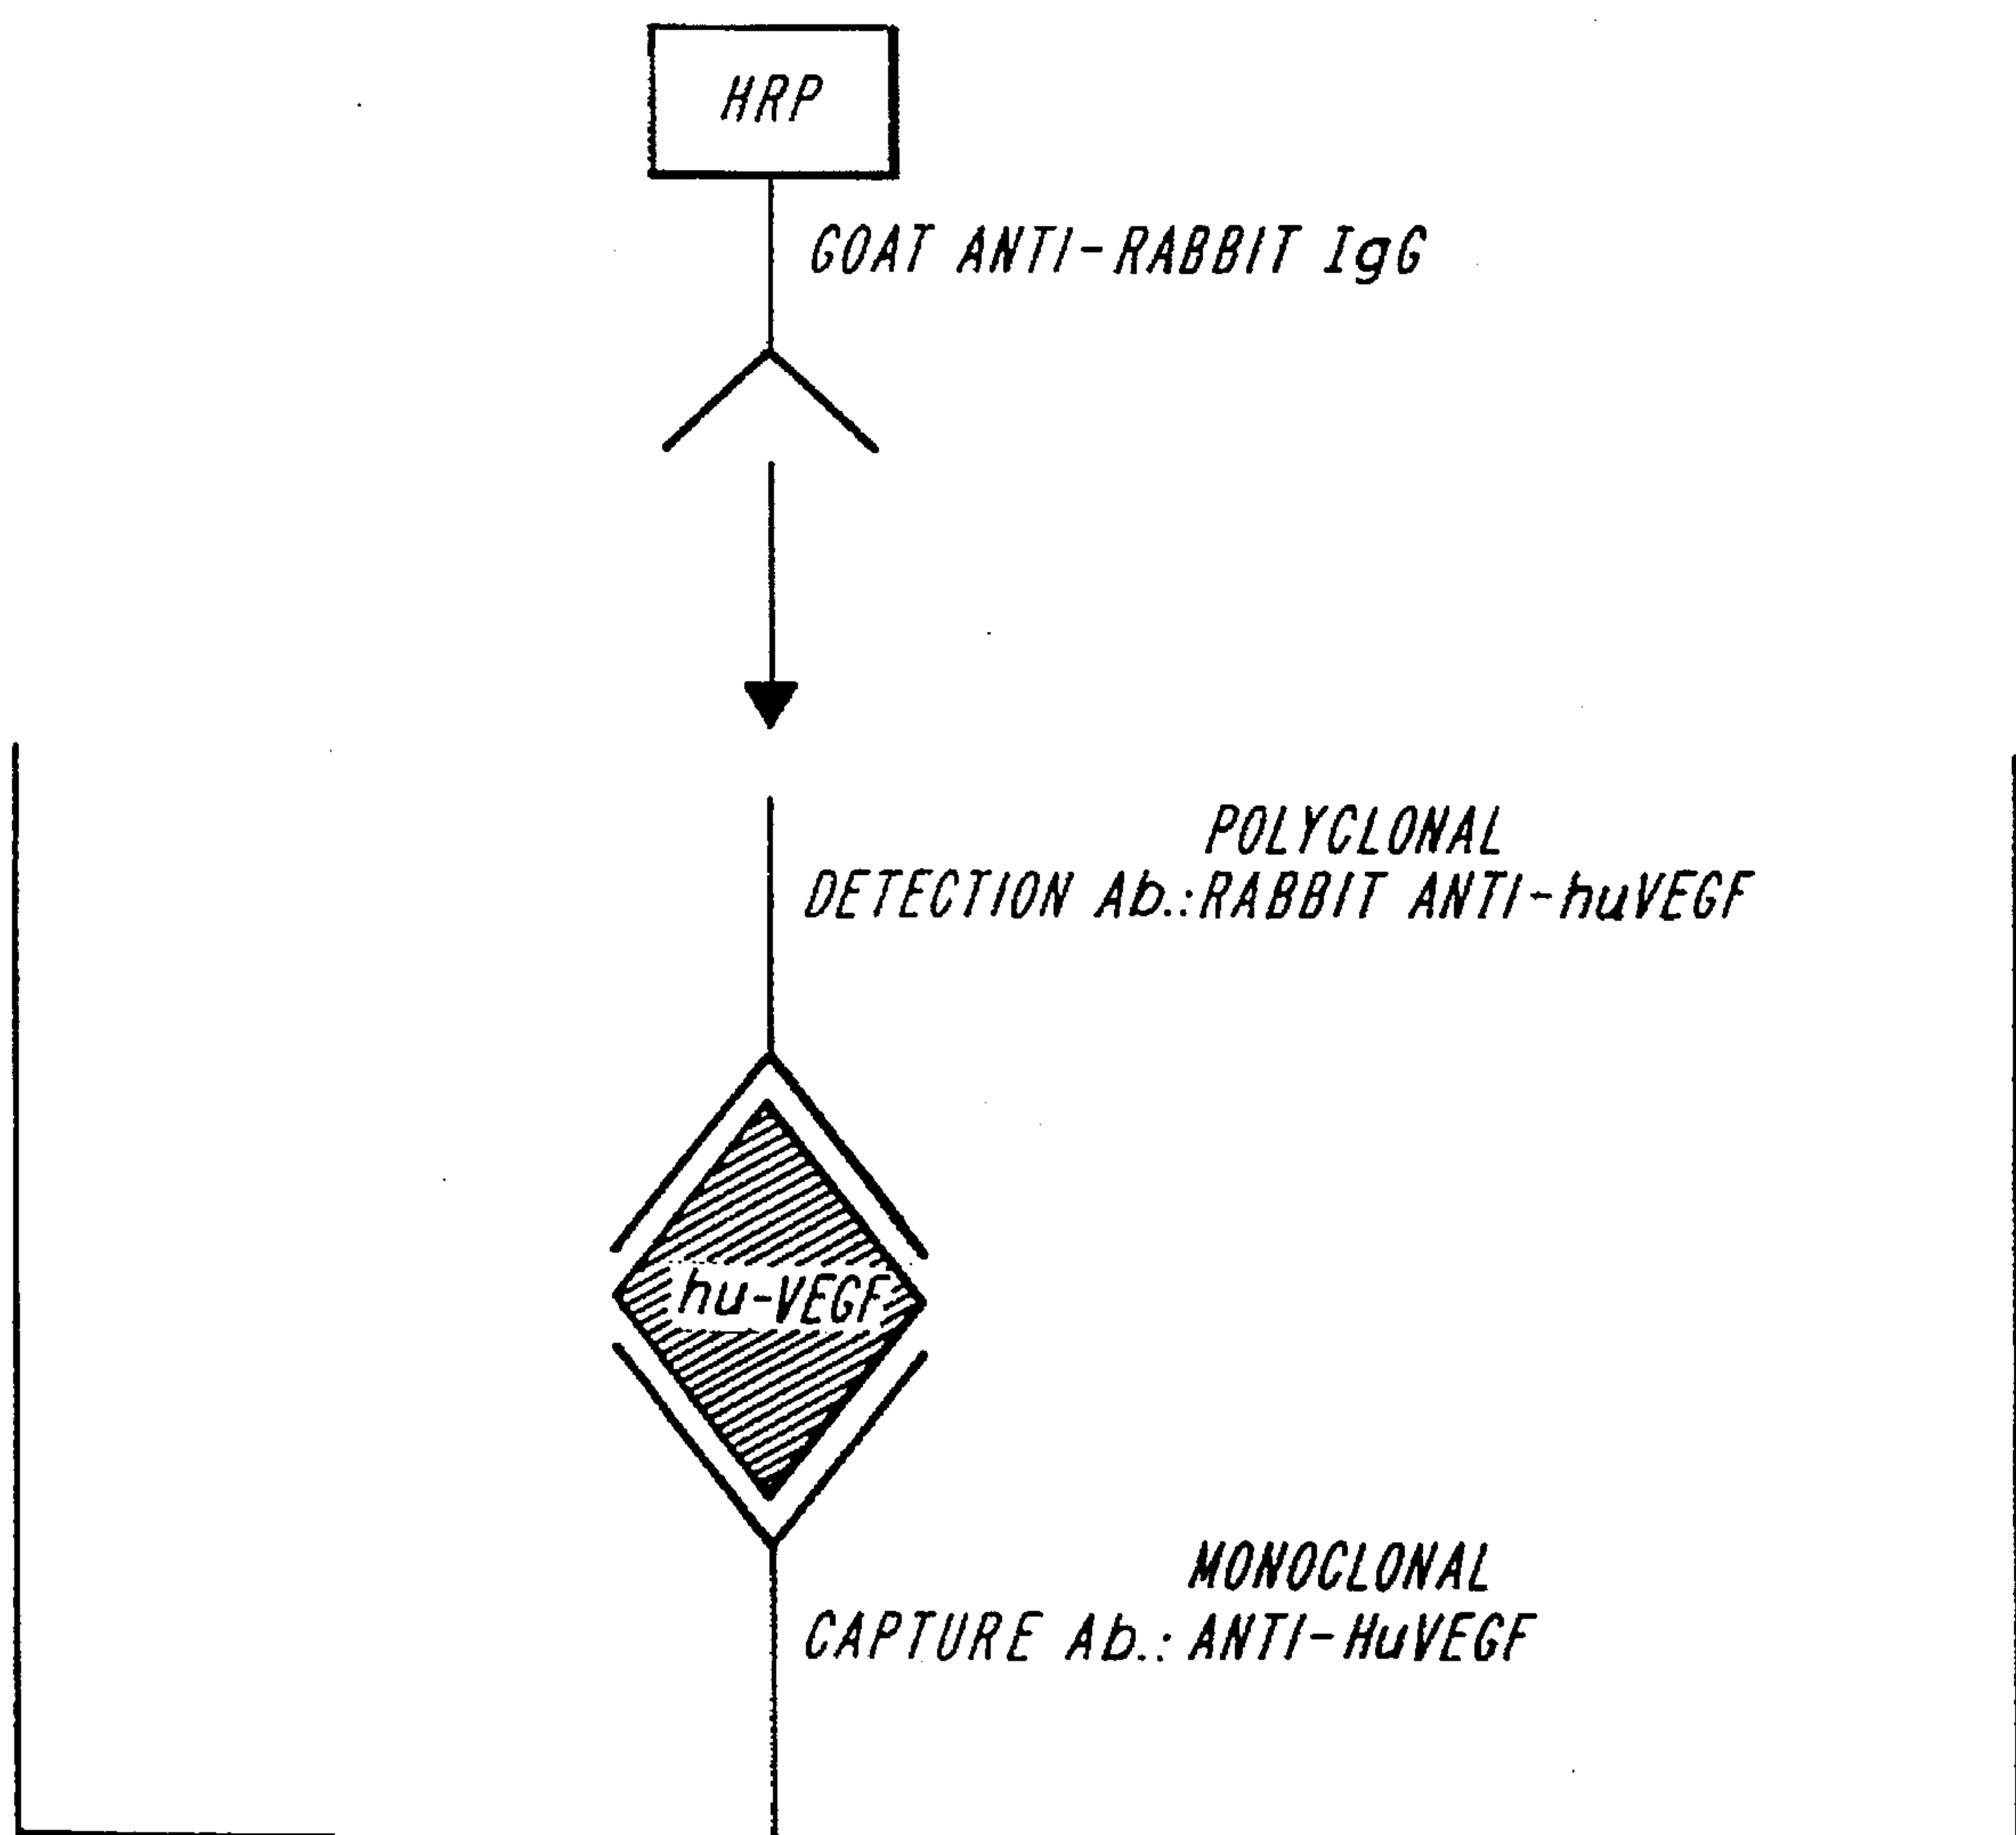 HRP
GOAT ANTI-RABBIT IgG
POLYCLONAL
DETECTION Ab.:RABBIT ANTI-huVEGF
hu-VEGF
MONOCLONAL
CAPTURE Ab.: ANTI-HuVEGF